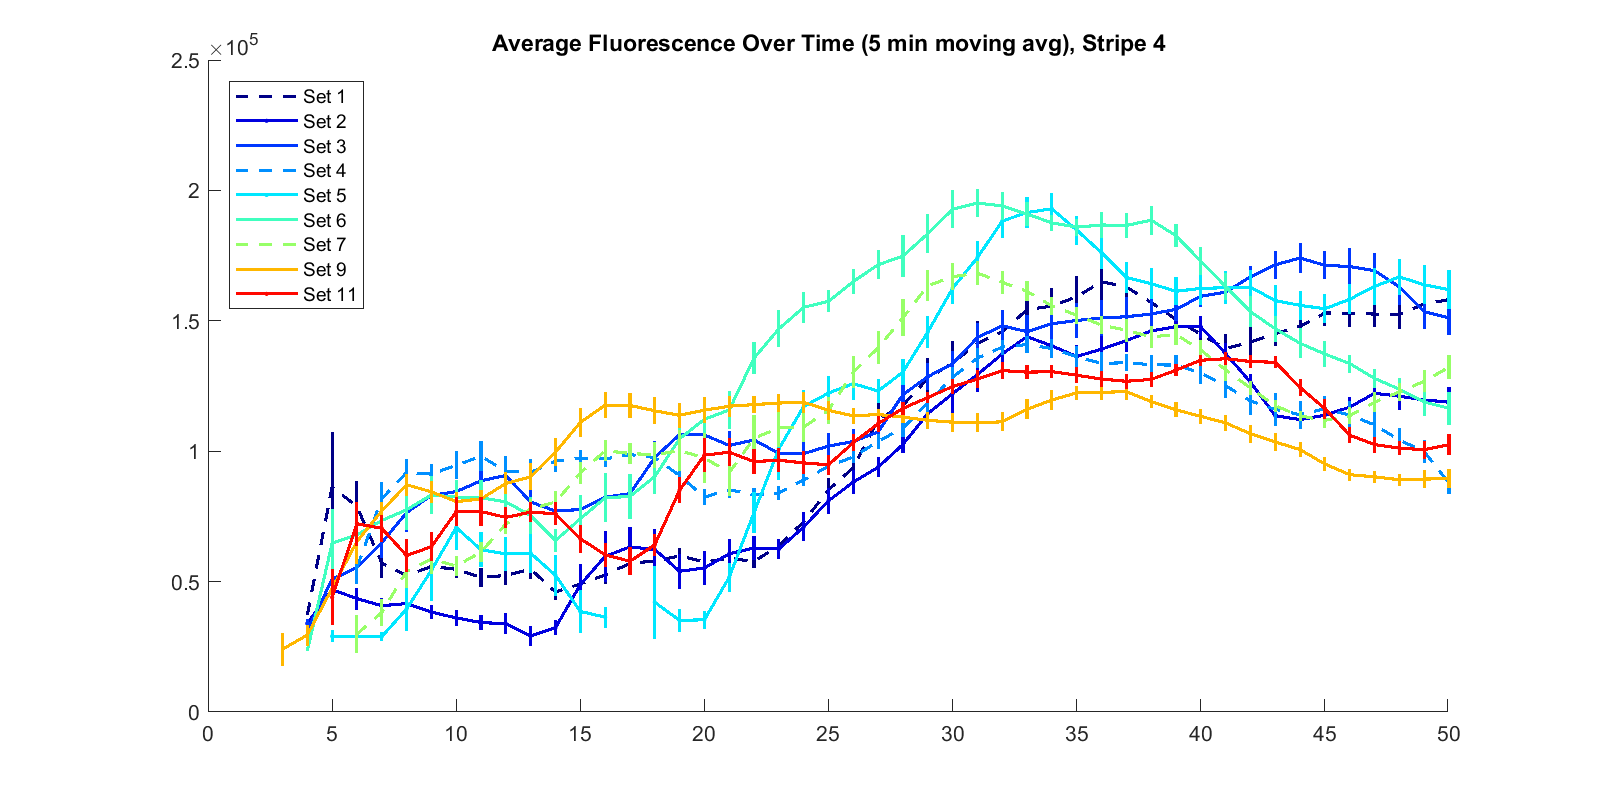 Average Fluorescence Over Time (5 min moving avg), Stripe 4
×10⁵
2.5
2
1.5
1
0.5
0
Set 1
Set 2
Set 3
Set 4
Set 5
Set 6
Set 7
Set 9
Set 11
0 5 10 15 20 25 30 35 40 45 50